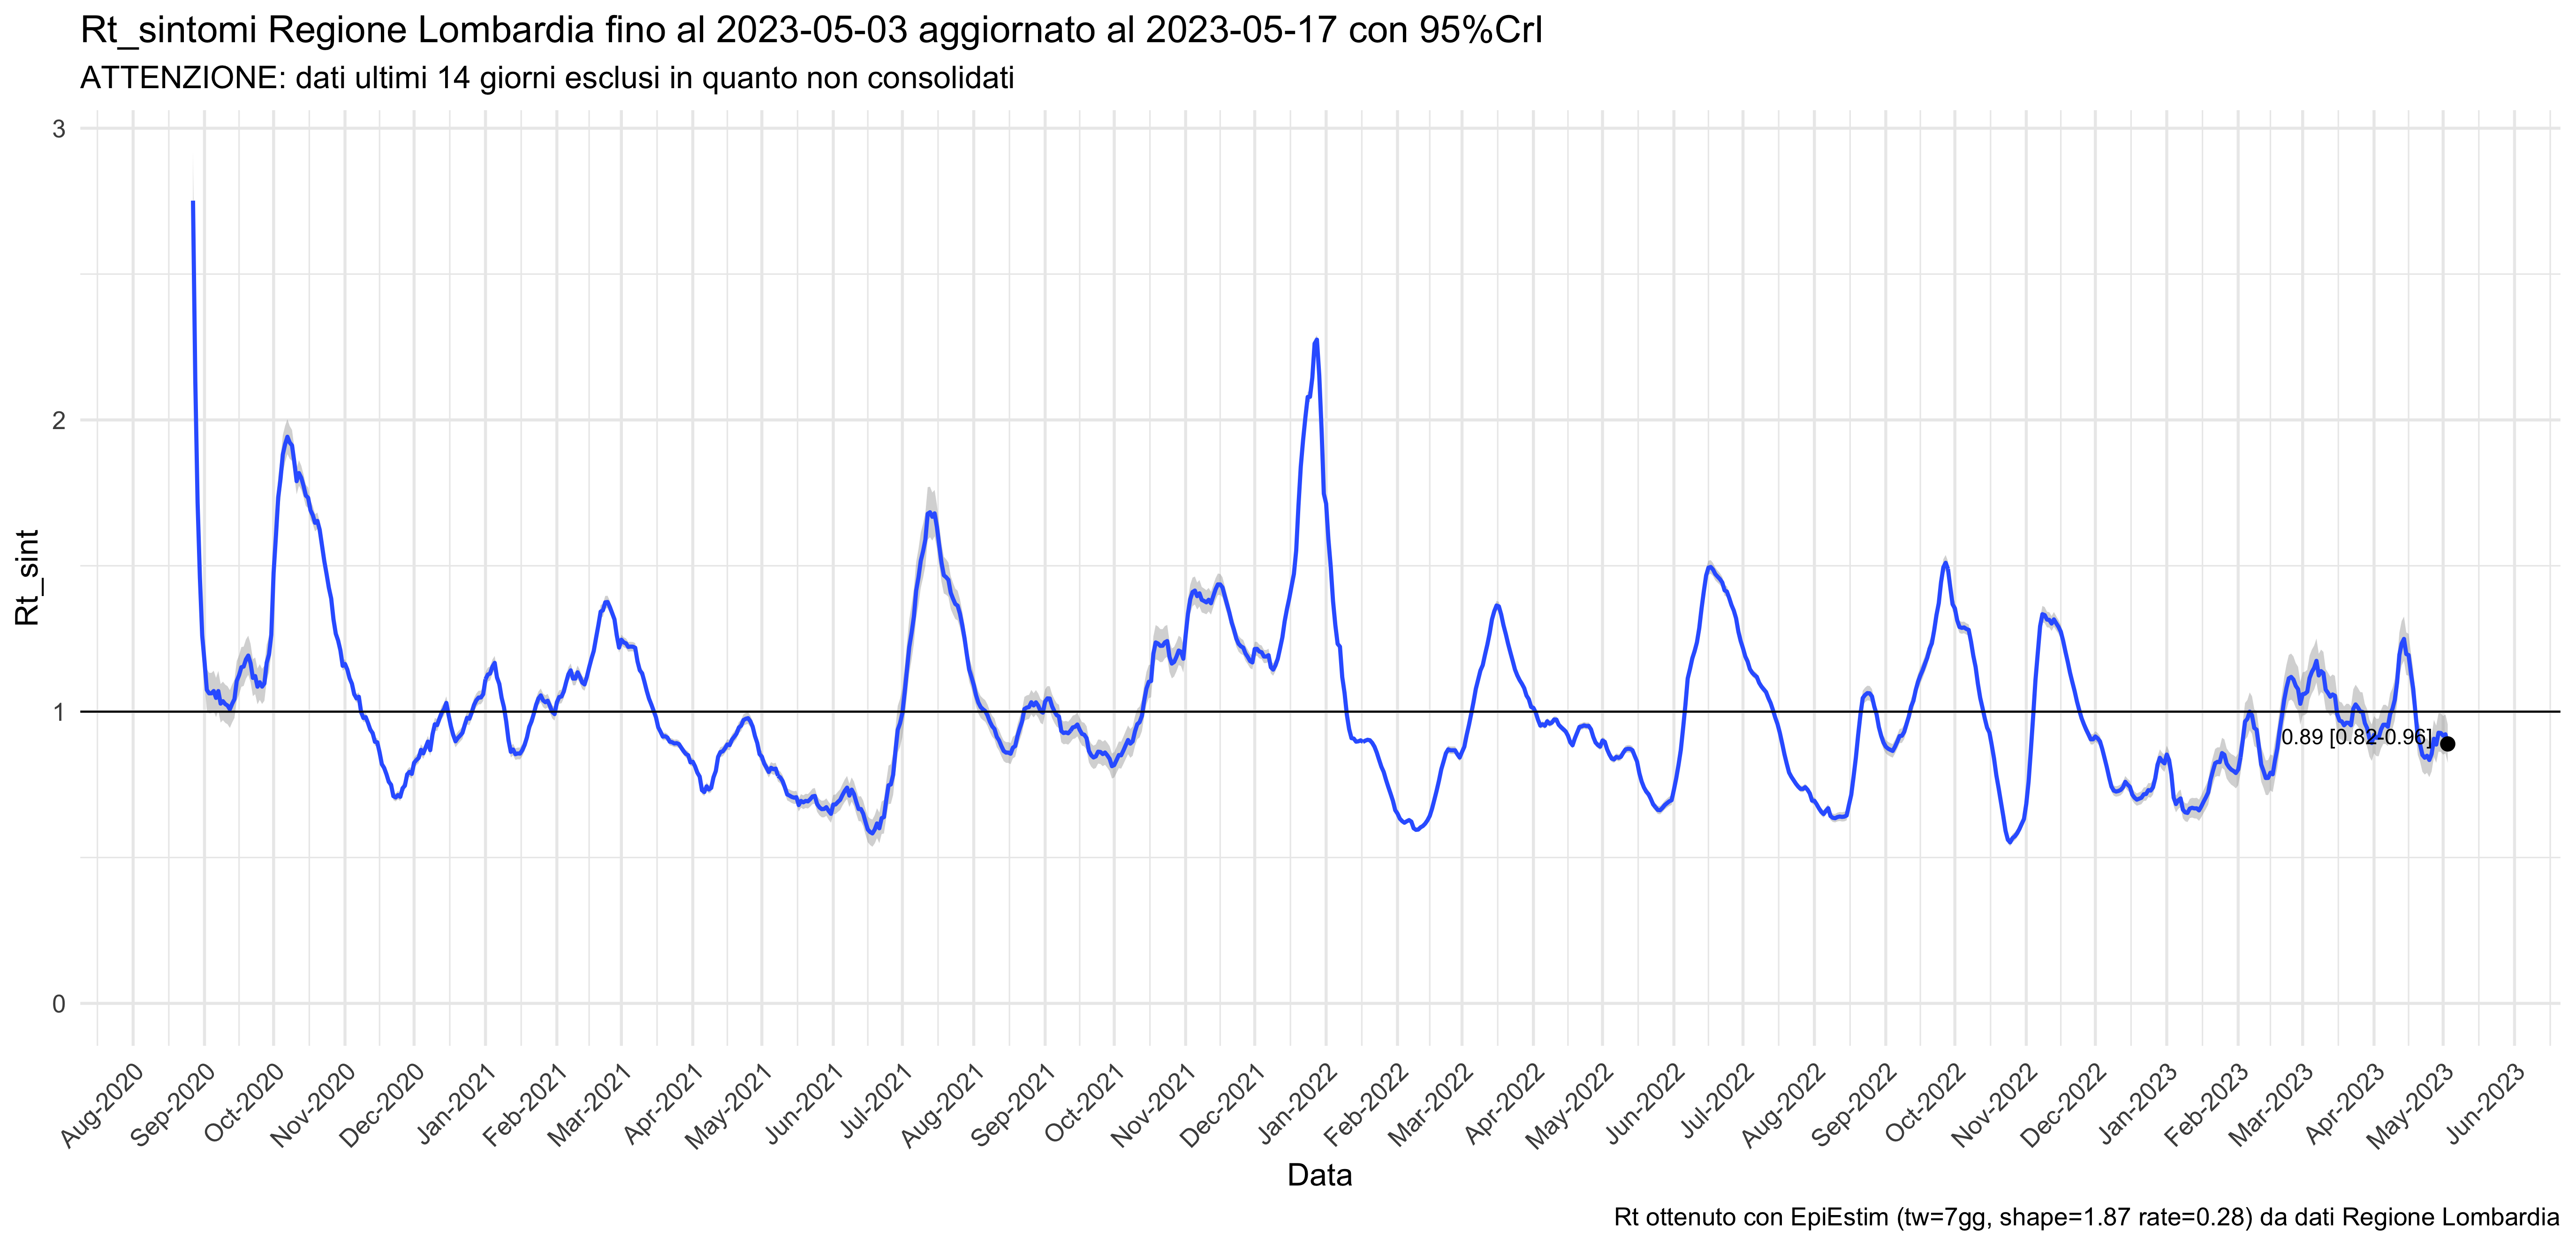 Rt_sintomi Regione Lombardia fino al 2023-05-03 aggiornato al 2023-05-17 con 95%CrI
ATTENZIONE: dati ultimi 14 giorni esclusi in quanto non consolidati
3
2
1
0
Rt_sint
0.89 [0.82-0.96]
Aug-2020
Sep-2020
Oct-2020
Nov-2020
Dec-2020
Jan-2021
Feb-2021
Mar-2021
Apr-2021
May-2021
Jun-2021
Jul-2021
Aug-2021
Sep-2021
Oct-2021
Nov-2021
Dec-2021
Jan-2022
Feb-2022
Mar-2022
Apr-2022
May-2022
Jun-2022
Jul-2022
Aug-2022
Sep-2022
Oct-2022
Nov-2022
Dec-2022
Jan-2023
Feb-2023
Mar-2023
Apr-2023
May-2023
Jun-2023
Data
Rt ottenuto con EpiEstim (tw=7gg, shape=1.87 rate=0.28) da dati Regione Lombardia